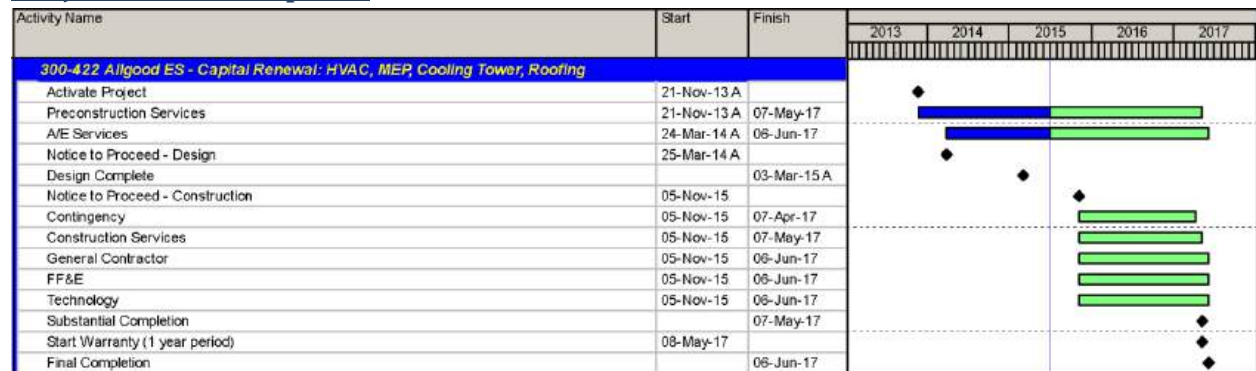 Activity Name Start Finish
2013 2014 2015 2016 2017
300-422 Allgood ES - Capital Renewal: HVAC, MEP, Cooling Tower, Roofing
Activate Project 21-Nov-13 A
Preconstruction Services 21-Nov-13 A 07-May-17
A/E Services 24-Mar-14 A 06-Jun-17
Notice to Proceed - Design 25-Mar-14 A
Design Complete 03-Mar-15 A
Notice to Proceed - Construction 05-Nov-15
Contingency 05-Nov-15 07-Apr-17
Construction Services 05-Nov-15 07-May-17
General Contractor 05-Nov-15 06-Jun-17
FF&E 05-Nov-15 06-Jun-17
Technology 05-Nov-15 06-Jun-17
Substantial Completion 07-May-17
Start Warranty (1 year period) 08-May-17
Final Completion 06-Jun-17